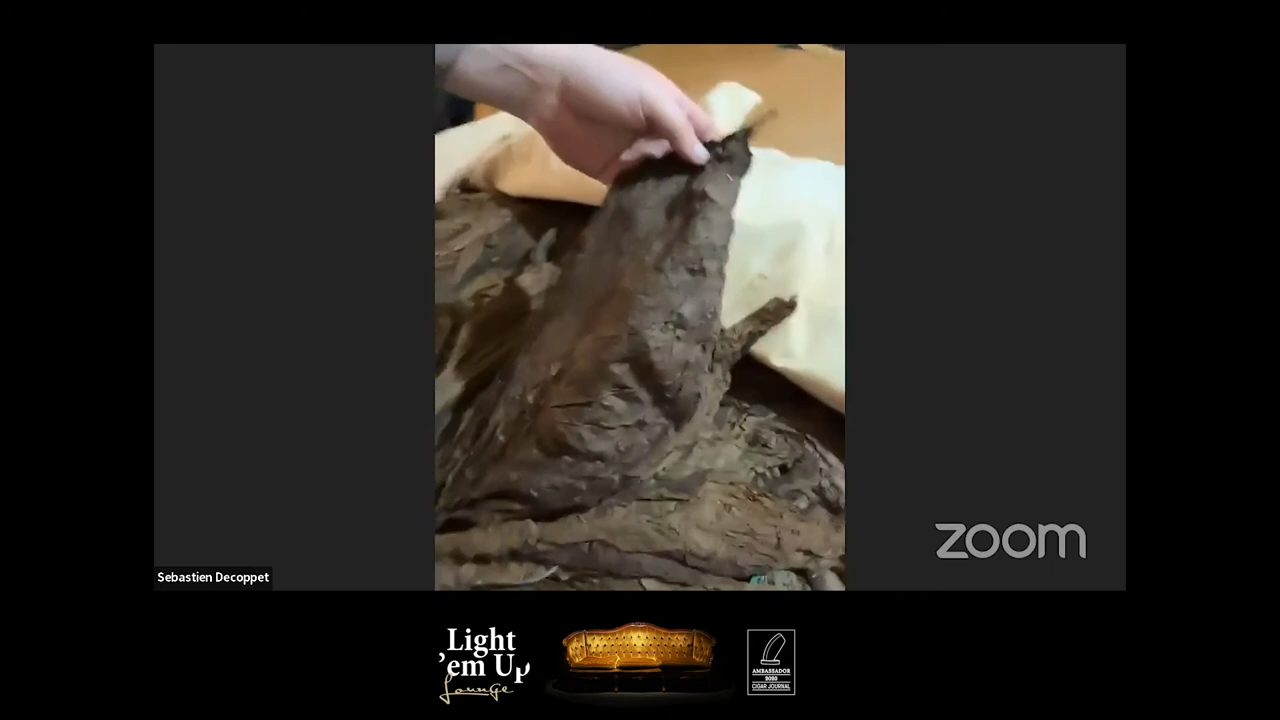 zoom
Sebastien Decoppet
Light
'em Up
Lounge
AMBASSADOR
2020
CIGAR JOURNAL